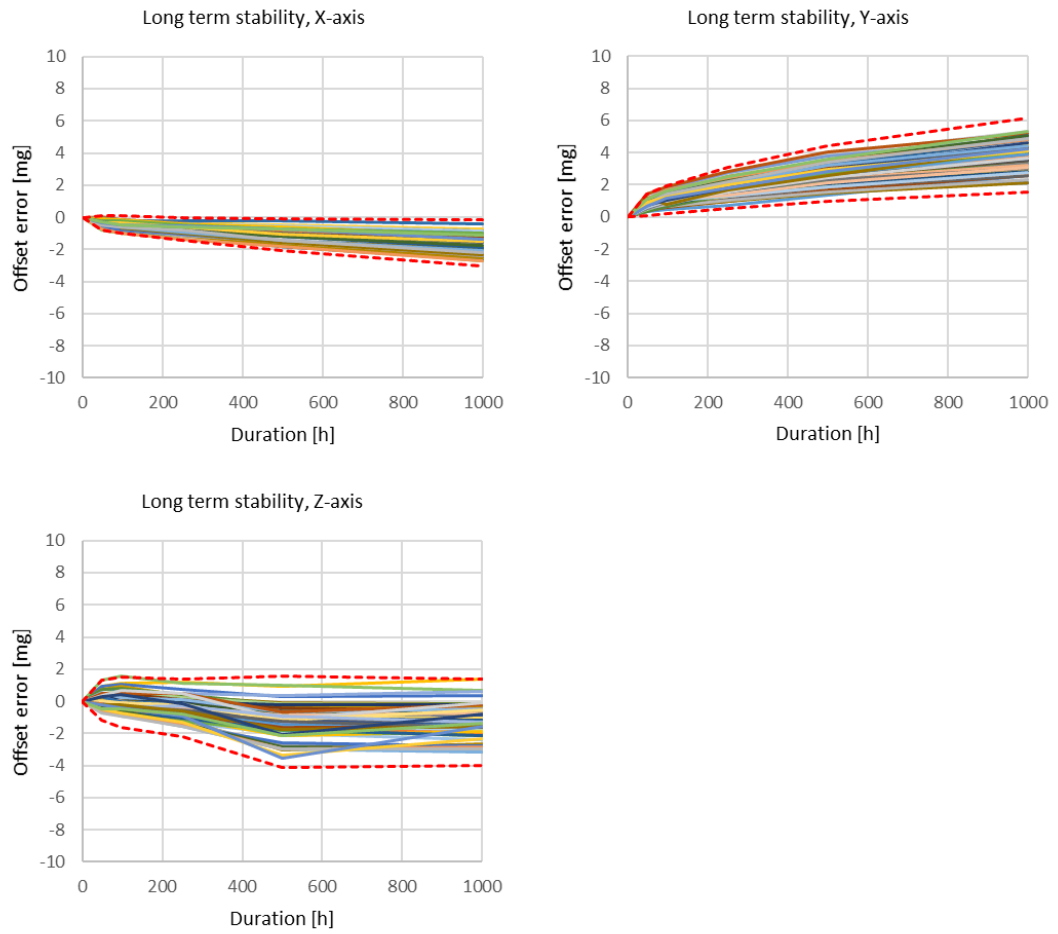 Long term stability, X-axis
10
8
6
4
2
0
-2
-4
-6
-8
-10
Offset error [mg]
0 200 400 600 800 1000
Duration [h]
Long term stability, Y-axis
10
8
6
4
2
0
-2
-4
-6
-8
-10
Offset error [mg]
0 200 400 600 800 1000
Duration [h]
Long term stability, Z-axis
10
8
6
4
2
0
-2
-4
-6
-8
-10
Offset error [mg]
0 200 400 600 800 1000
Duration [h]